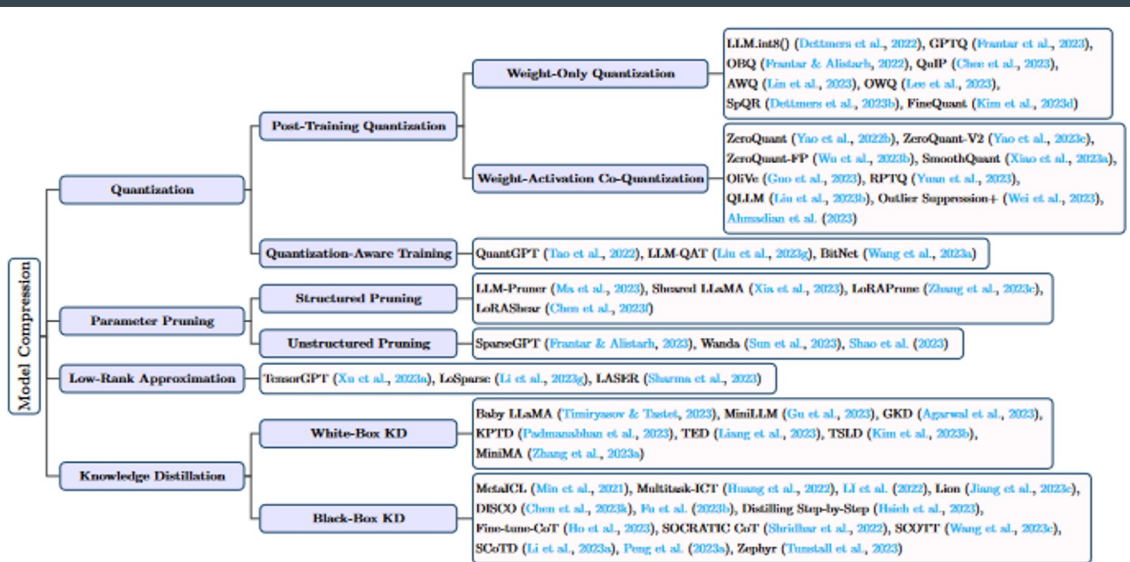 Model Compression
Quantization
Post-Training Quantization
Weight-Only Quantization
LLM.int8() (Dettmers et al., 2022), GPTQ (Frantar et al., 2023),
OBQ (Frantar & Alistarh, 2022), QuIP (Chee et al., 2023),
AWQ (Lin et al., 2023), OWQ (Lee et al., 2023),
SpQR (Dettmers et al., 2023b), FineQuant (Kim et al., 2023d)
Weight-Activation Co-Quantization
ZeroQuant (Yao et al., 2022b), ZeroQuant-V2 (Yao et al., 2023c),
ZeroQuant-FP (Wu et al., 2023b), SmoothQuant (Xiao et al., 2023a),
OliVe (Guo et al., 2023), RPTQ (Yuan et al., 2023),
QLLM (Liu et al., 2023b), Outlier Suppression+ (Wei et al., 2023),
Ahmadian et al. (2023)
Quantization-Aware Training
QuantGPT (Tao et al., 2022), LLM-QAT (Liu et al., 2023g), BitNet (Wang et al., 2023a)
Parameter Pruning
Structured Pruning
LLM-Pruner (Ma et al., 2023), Sheared LLaMA (Xia et al., 2023), LoRAPrune (Zhang et al., 2023c),
LoRAShear (Chen et al., 2023f)
Unstructured Pruning
SparseGPT (Frantar & Alistarh, 2023), Wanda (Sun et al., 2023), Shao et al. (2023)
Low-Rank Approximation
TensorGPT (Xu et al., 2023a), LoSparse (Li et al., 2023g), LASER (Sharma et al., 2023)
Knowledge Distillation
White-Box KD
Baby LLaMA (Timiryasov & Tastet, 2023), MiniLLM (Gu et al., 2023), GKD (Agarwal et al., 2023),
KPTD (Padmanabhan et al., 2023), TED (Liang et al., 2023), TSLD (Kim et al., 2023b),
MiniMA (Zhang et al., 2023a)
Black-Box KD
MetaICL (Min et al., 2021), Multitask-ICT (Huang et al., 2022), LI et al. (2022), Lion (Jiang et al., 2023c),
DISCO (Chen et al., 2023k), Fu et al. (2023b), Distilling Step-by-Step (Hsieh et al., 2023),
Fine-tune-CoT (Ho et al., 2023), SOCRATIC CoT (Shridhar et al., 2022), SCOTT (Wang et al., 2023c),
SCoTD (Li et al., 2023a), Peng et al. (2023a), Zephyr (Tunstall et al., 2023)